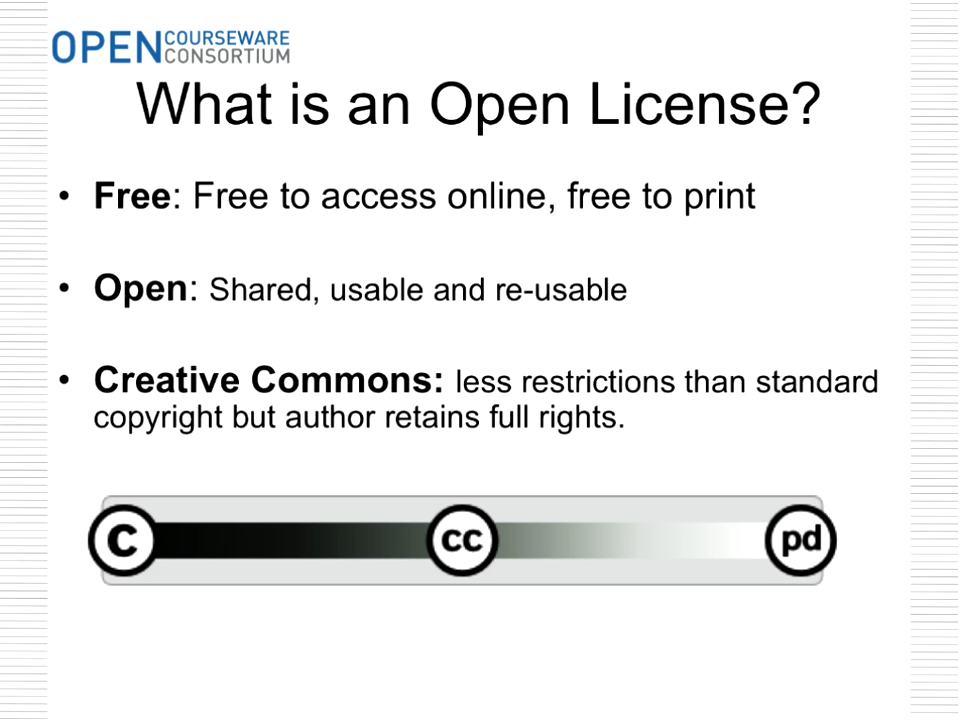 OPEN COURSEWARE CONSORTIUM
What is an Open License?
• Free: Free to access online, free to print
• Open: Shared, usable and re-usable
• Creative Commons: less restrictions than standard
copyright but author retains full rights.
C cc pd